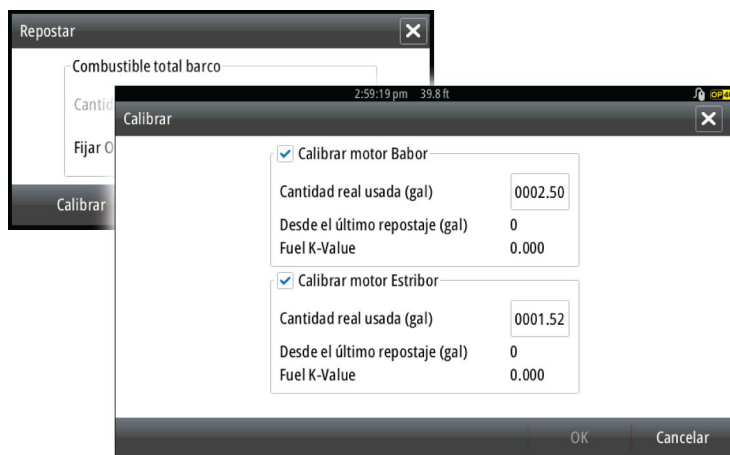 Repostar
Combustible total barco
Fijar
Calibrar
2:59:19 pm 39.8 ft
Calibrar
Calibrar motor Babor
Cantidad real usada (gal) 0002.50
Desde el último repostaje (gal) 0
Fuel K-Value 0.000
Calibrar motor Estribor
Cantidad real usada (gal) 0001.52
Desde el último repostaje (gal) 0
Fuel K-Value 0.000
OK Cancelar